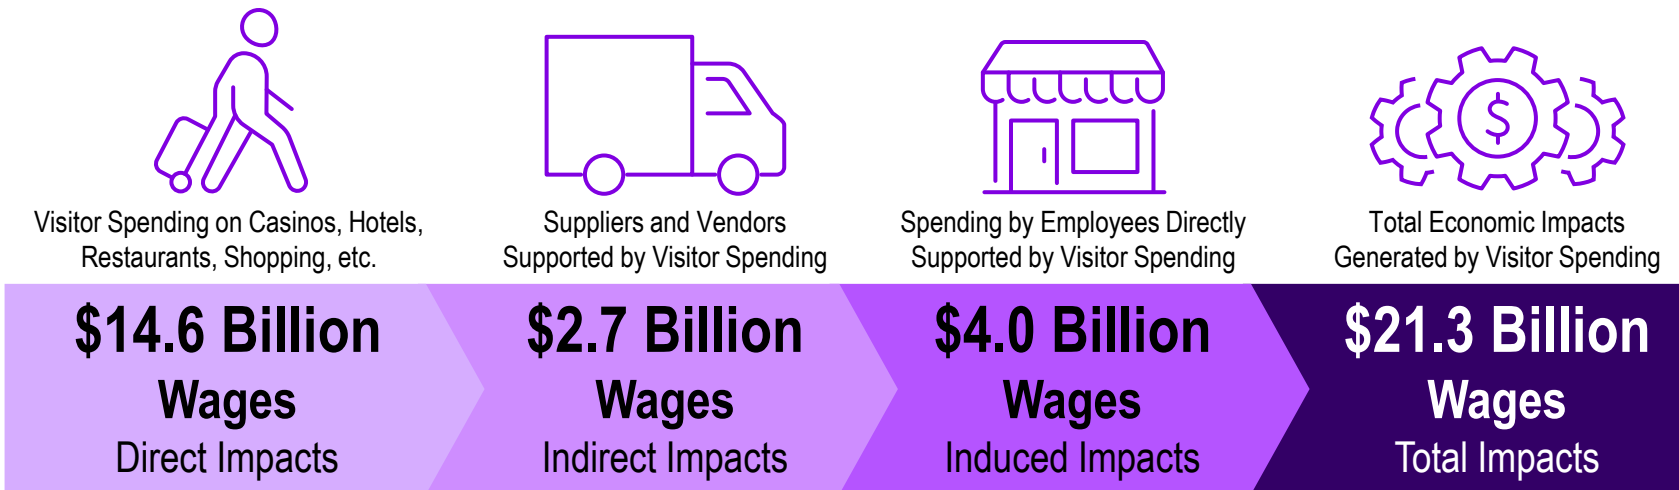 Visitor Spending on Casinos, Hotels,
Restaurants, Shopping, etc.
$14.6 Billion
Wages
Direct Impacts
Suppliers and Vendors
Supported by Visitor Spending
$2.7 Billion
Wages
Indirect Impacts
Spending by Employees Directly
Supported by Visitor Spending
$4.0 Billion
Wages
Induced Impacts
$
Total Economic Impacts
Generated by Visitor Spending
$21.3 Billion
Wages
Total Impacts